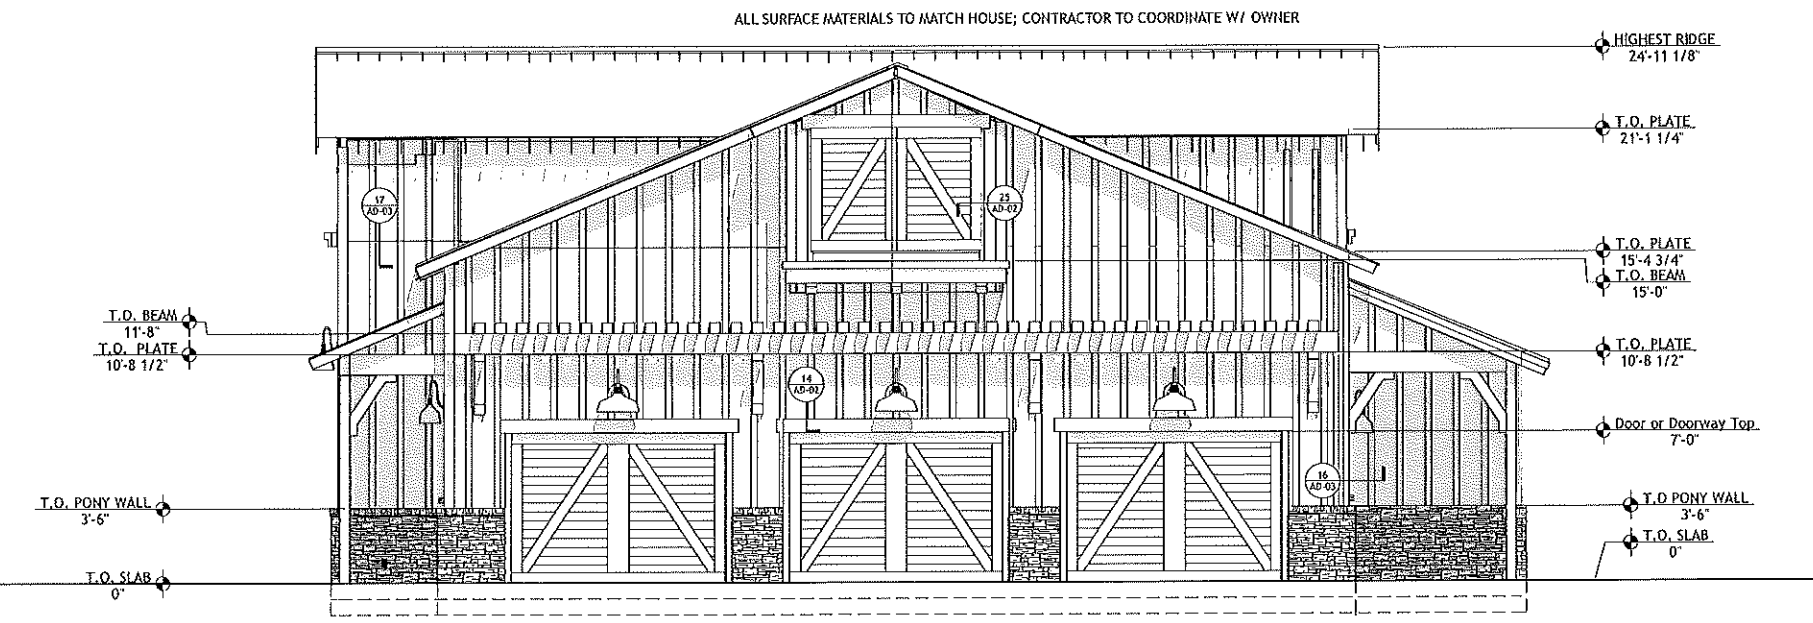 ALL SURFACE MATERIALS TO MATCH HOUSE; CONTRACTOR TO COORDINATE W/ OWNER
HIGHEST RIDGE
24'-11 1/8"
T.O. PLATE
21'-1 1/4"
17
AD-03
25
AD-02
T.O. PLATE
15'-4 3/4"
T.O. BEAM
15'-0"
T.O. BEAM
11'-8"
T.O. PLATE
10'-8 1/2"
T.O. PLATE
10'-8 1/2"
14
AD-02
Door or Doorway Top
7'-0"
16
AD-03
T.O. PONY WALL
3'-6"
T.O PONY WALL
3'-6"
T.O. SLAB
0"
T.O. SLAB
0"